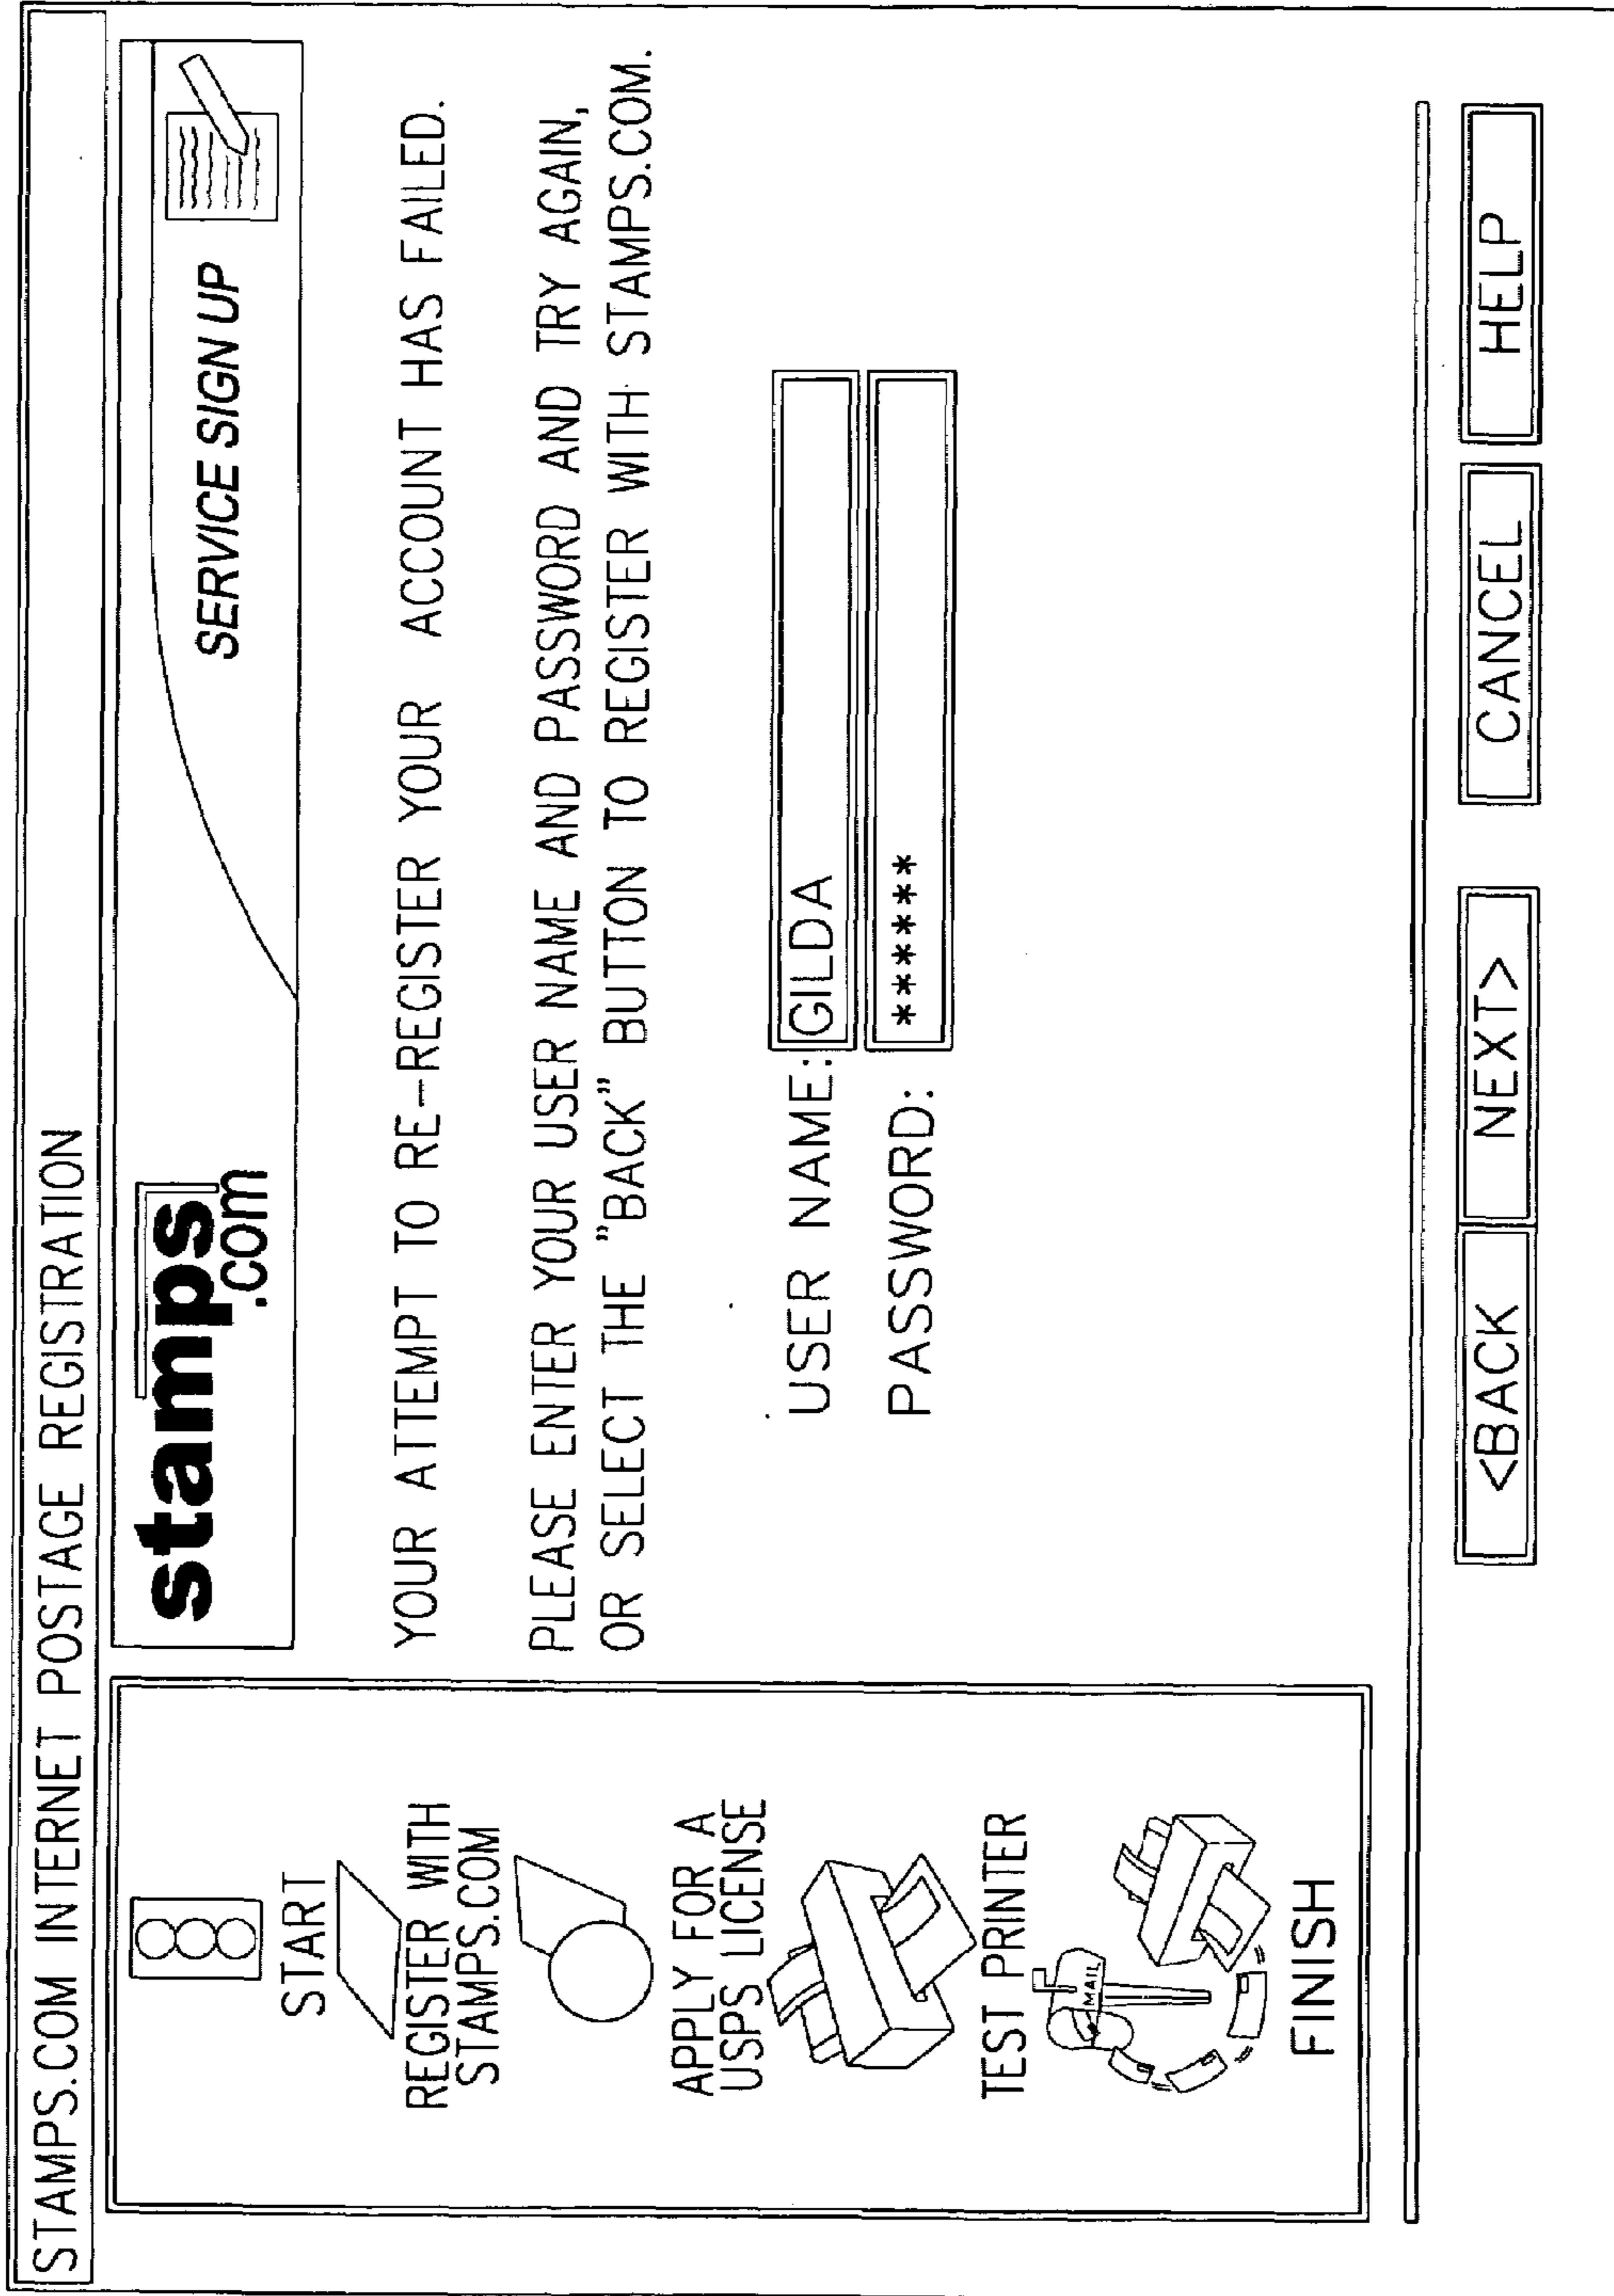 STAMPS.COM INTERNET POSTAGE REGISTRATION
stamps
.com
SERVICE SIGN UP
START
REGISTER WITH
STAMPS.COM
APPLY FOR A
USPS LICENSE
TEST PRINTER
MAIL
FINISH
YOUR ATTEMPT TO RE-REGISTER YOUR ACCOUNT HAS FAILED.
PLEASE ENTER YOUR USER NAME AND PASSWORD AND TRY AGAIN,
OR SELECT THE "BACK" BUTTON TO REGISTER WITH STAMPS.COM.
USER NAME: GILDA
PASSWORD: ******
<BACK NEXT> CANCEL HELP